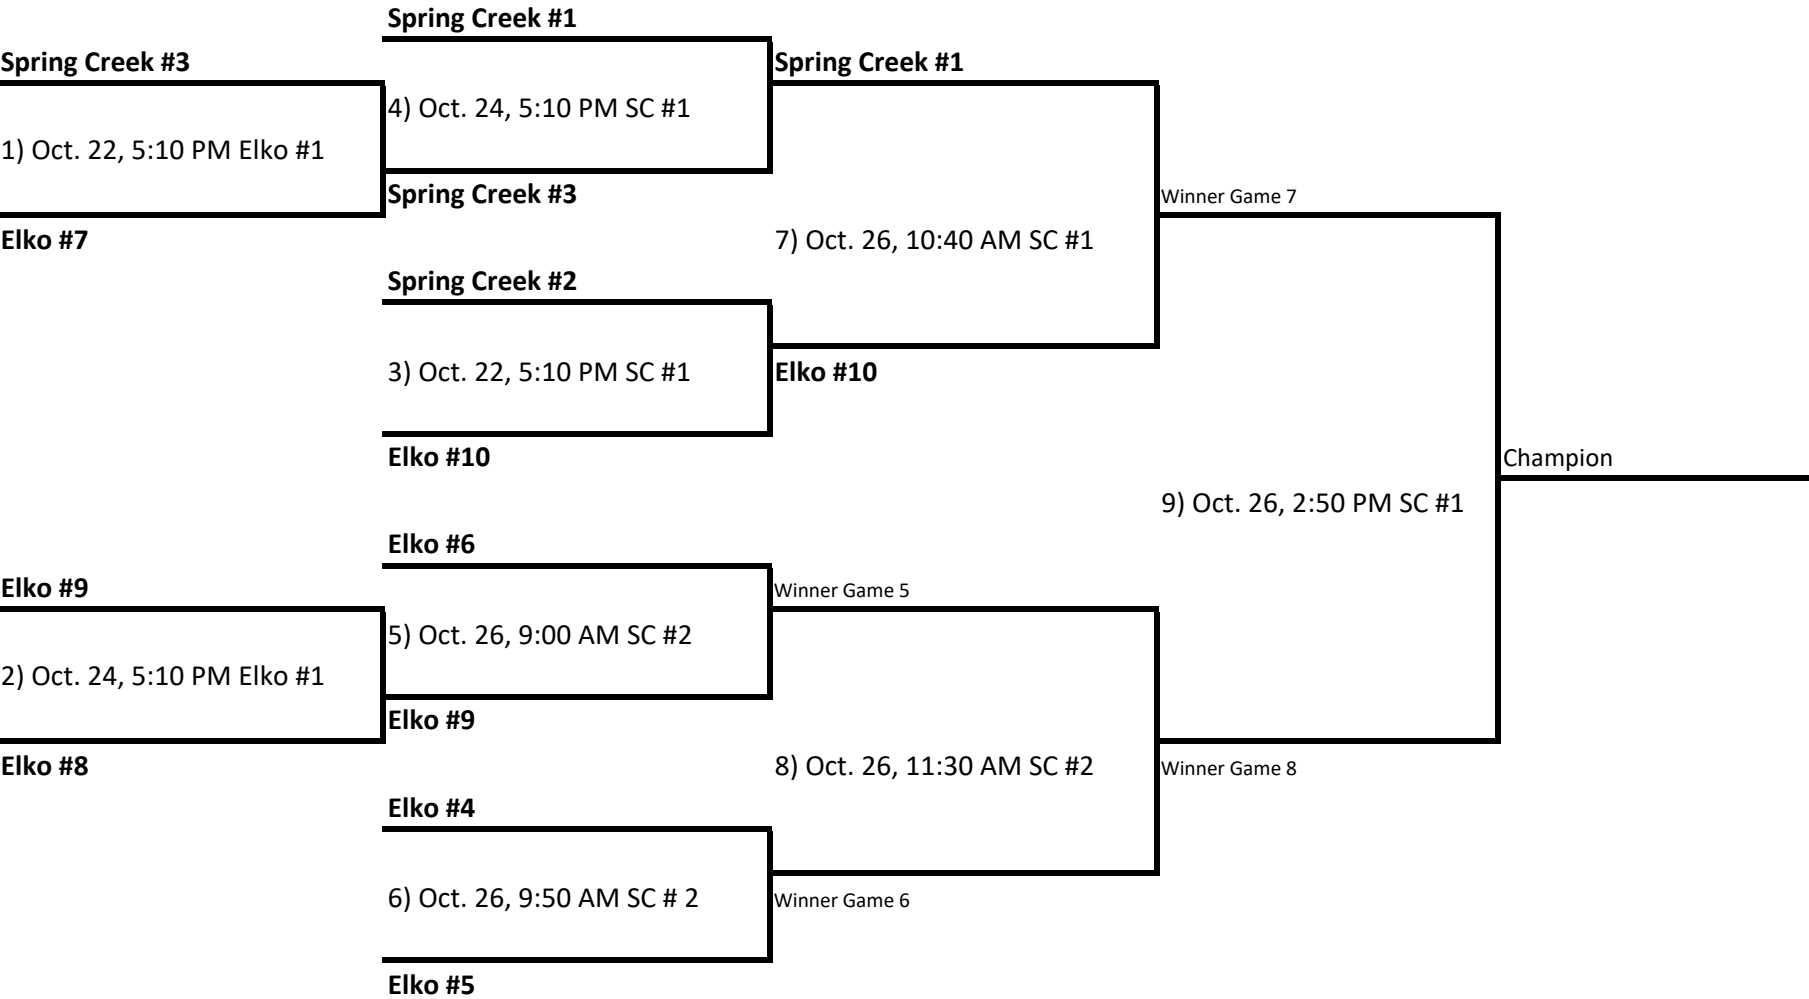 Spring Creek #1
Spring Creek #3
Spring Creek #1
4) Oct. 24, 5:10 PM SC #1
1) Oct. 22, 5:10 PM Elko #1
Spring Creek #3
Winner Game 7
Elko #7
7) Oct. 26, 10:40 AM SC #1
Spring Creek #2
3) Oct. 22, 5:10 PM SC #1
Elko #10
Elko #10
Champion
9) Oct. 26, 2:50 PM SC #1
Elko #6
Elko #9
Winner Game 5
5) Oct. 26, 9:00 AM SC #2
2) Oct. 24, 5:10 PM Elko #1
Elko #9
Elko #8
8) Oct. 26, 11:30 AM SC #2
Winner Game 8
Elko #4
6) Oct. 26, 9:50 AM SC # 2
Winner Game 6
Elko #5